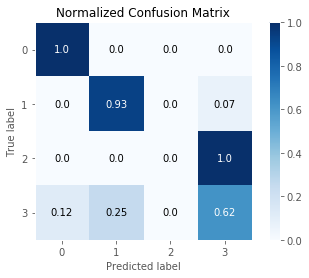 Normalized Confusion Matrix
0 1.0 0.0 0.0 0.0
1 0.0 0.93 0.0 0.07
2 0.0 0.0 0.0 1.0
3 0.12 0.25 0.0 0.62
0 1 2 3
True label
Predicted label
1.0
0.8
0.6
0.4
0.2
0.0